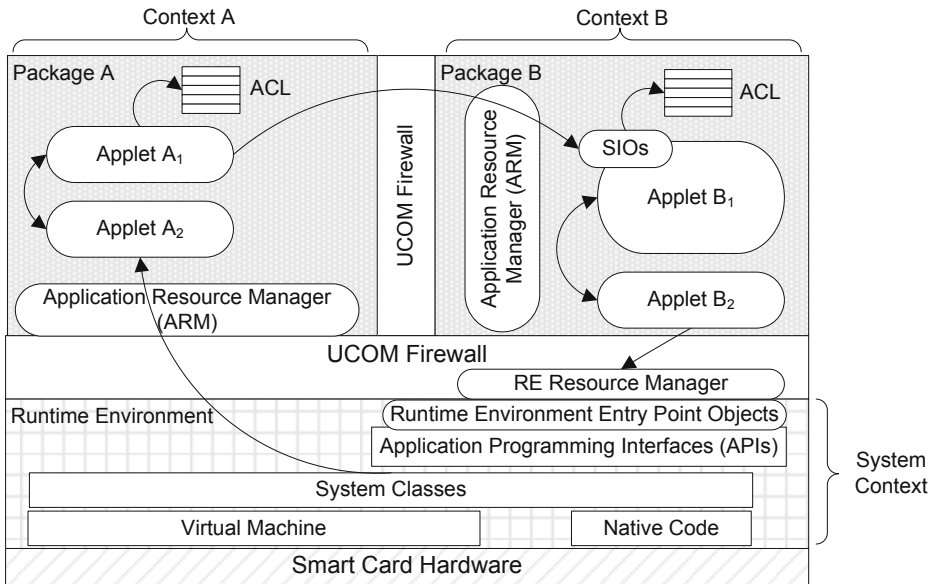 Context A
Context B
Package A
ACL
Applet A1
Applet A2
Application Resource Manager
(ARM)
UCOM Firewall
Package B
Application Resource
Manager (ARM)
ACL
SIOs
Applet B1
Applet B2
UCOM Firewall
RE Resource Manager
Runtime Environment
Runtime Environment Entry Point Objects
Application Programming Interfaces (APIs)
System Classes
Virtual Machine
Native Code
System
Context
Smart Card Hardware